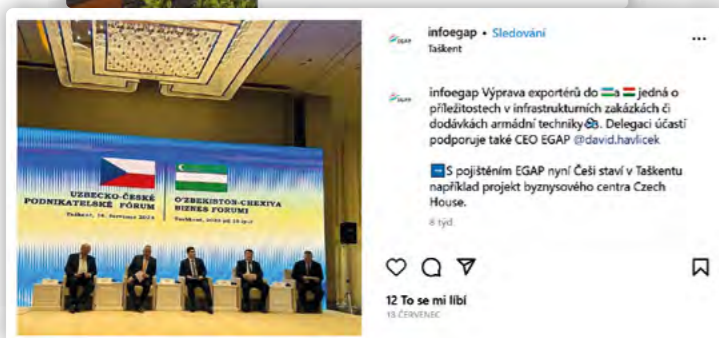 infoegap • Sledování
Taškent
infoegap Výprava exportérů do 🇺🇿a 🇹🇯 jedná o
příležitostech v infrastrukturních zakázkách či
dodávkách armádní techniky. Delegaci účastí
podporuje také CEO EGAP @david.havlicek
➡️S pojištěním EGAP nyní Češi staví v Taškentu
například projekt byznysového centra Czech
House.
UZBECKO-ČESKÉ
PODNIKATELSKÉ FÓRUM
O'ZBEKISTON-CHEXIYA
BIZNES FORUMI
8 týd.
12 To se mi líbí
18 ČERVENEC